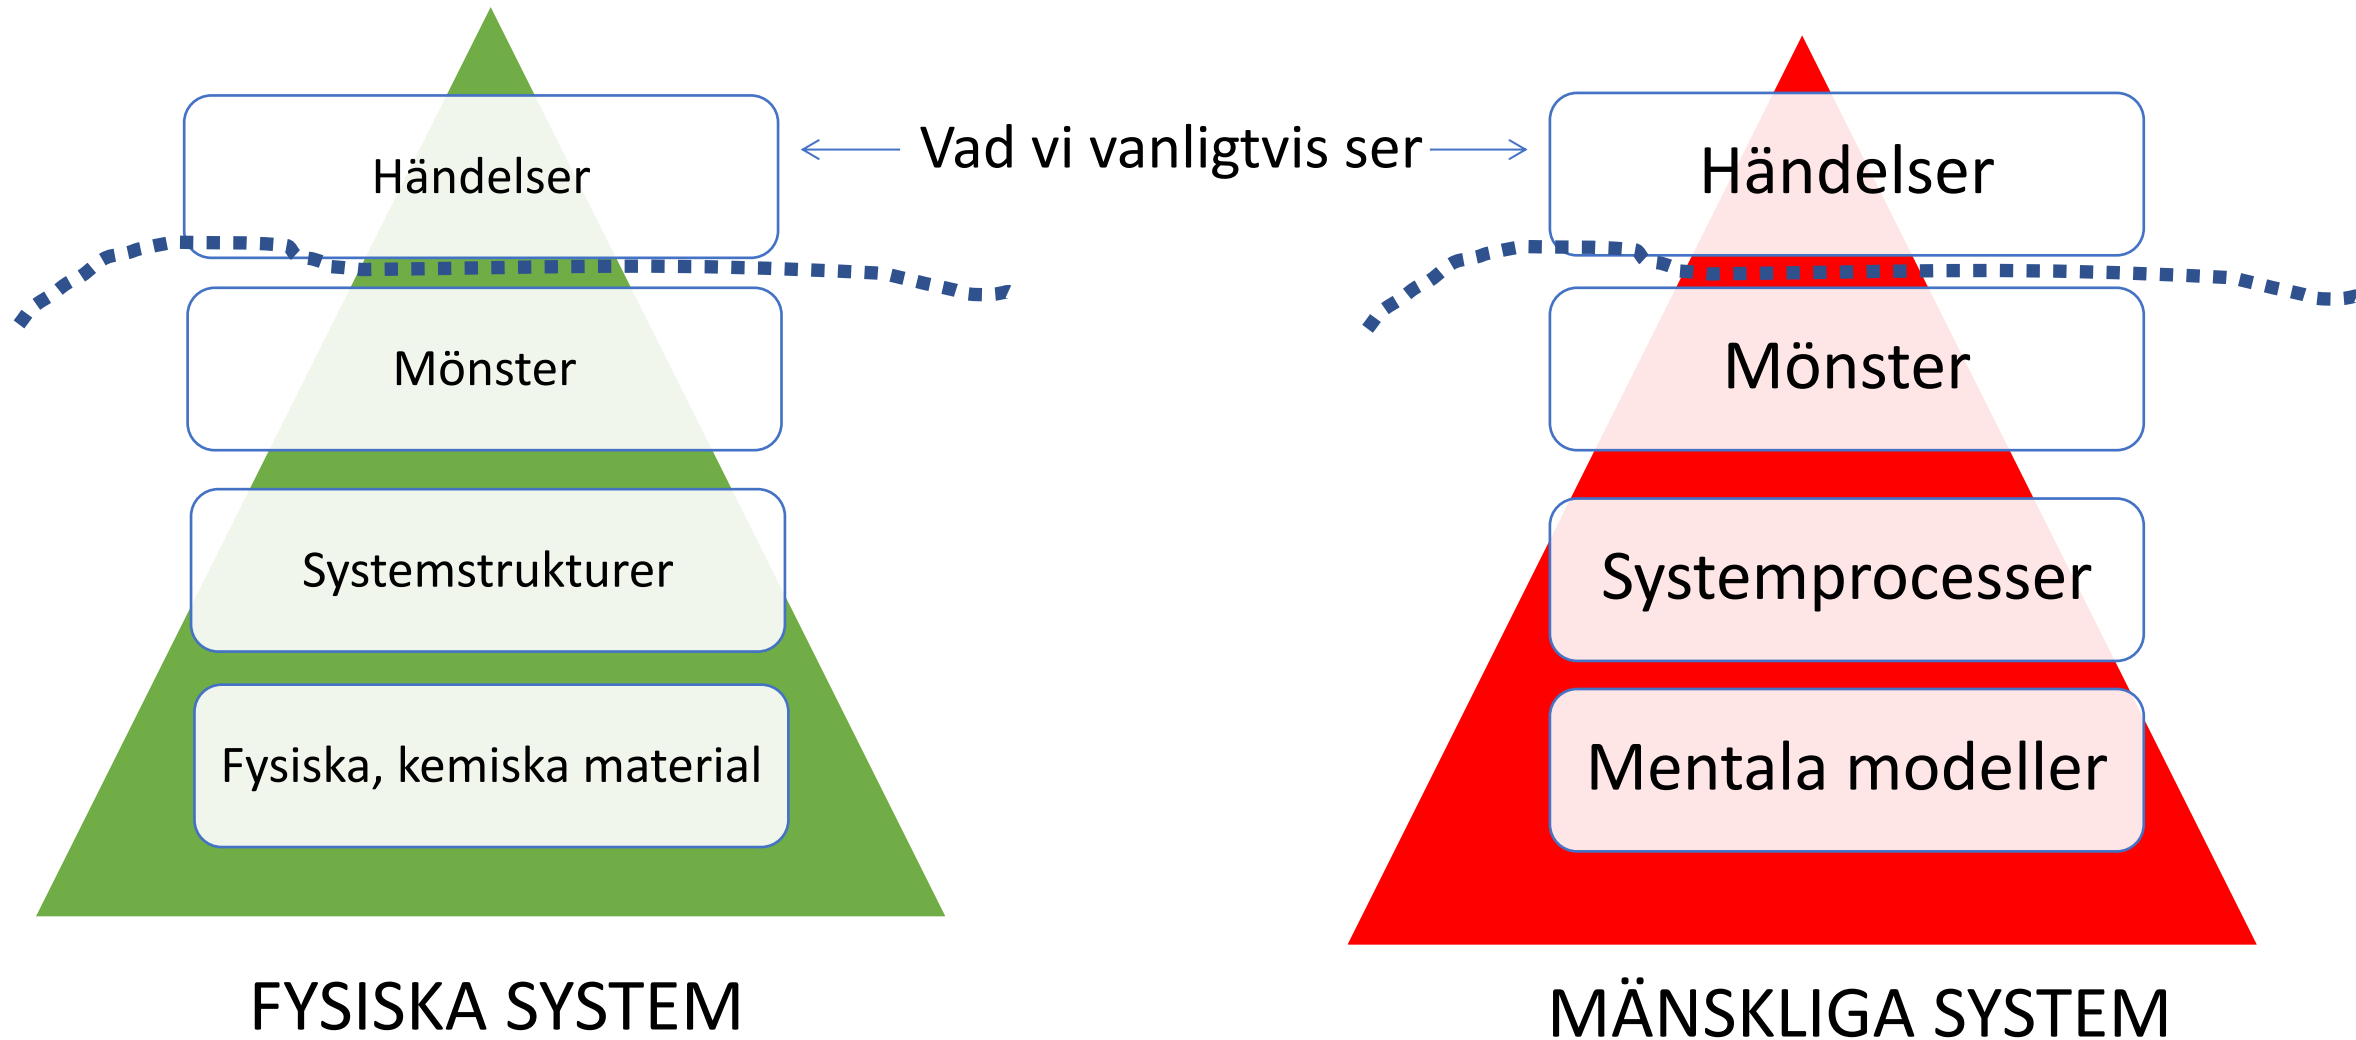 Vad vi vanligtvis ser
Händelser
Mönster
Systemstrukturer
Fysiska, kemiska material
FYSISKA SYSTEM
Händelser
Mönster
Systemprocesser
Mentala modeller
MÄNSKLIGA SYSTEM